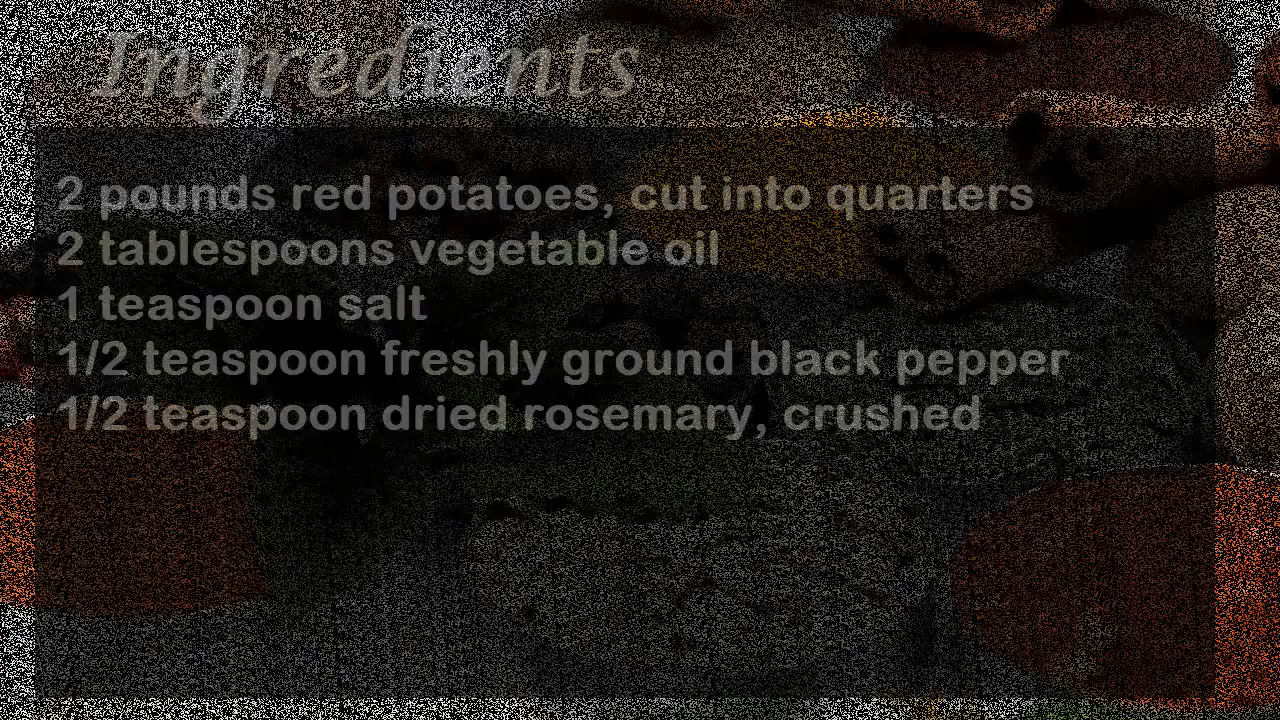 Ingredients
2 pounds red potatoes, cut into quarters
2 tablespoons vegetable oil
1 teaspoon salt
1/2 teaspoon freshly ground black pepper
1/2 teaspoon dried rosemary, crushed